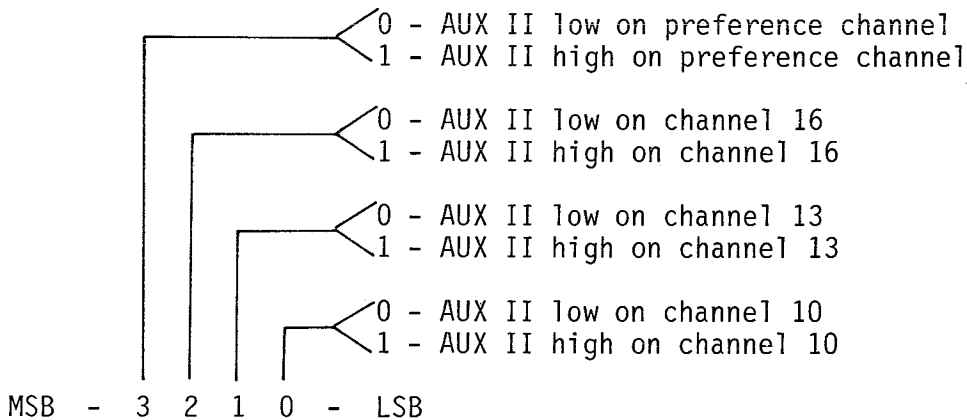 0 - AUX II low on preference channel
1 - AUX II high on preference channel
0 - AUX II low on channel 16
1 - AUX II high on channel 16
0 - AUX II low on channel 13
1 - AUX II high on channel 13
0 - AUX II low on channel 10
1 - AUX II high on channel 10
MSB - 3 2 1 0 - LSB